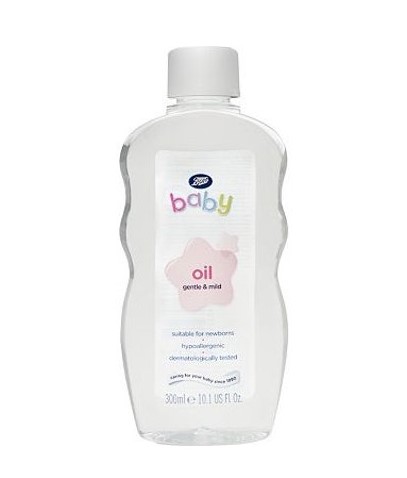 Boots
baby
oil
gentle & mild
suitable for newborns
•
hypoallergenic
•
dermatologically tested
caring for your baby since 1890
300ml ℮ 10.1 US Fl. Oz.